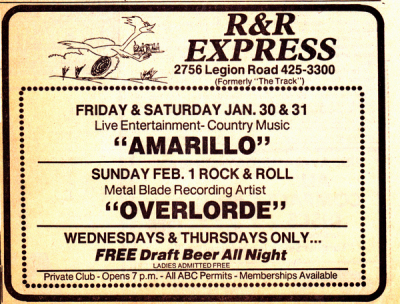 R&R
EXPRESS
2756 Legion Road 425-3300
(Formerly "The Track")
FRIDAY & SATURDAY JAN. 30 & 31
Live Entertainment- Country Music
"AMARILLO"
SUNDAY FEB. 1 ROCK & ROLL
Metal Blade Recording Artist
"OVERLORDE"
WEDNESDAYS & THURSDAYS ONLY...
FREE Draft Beer All Night
LADIES ADMITTED FREE
Private Club - Opens 7 p.m. - All ABC Permits - Memberships Available